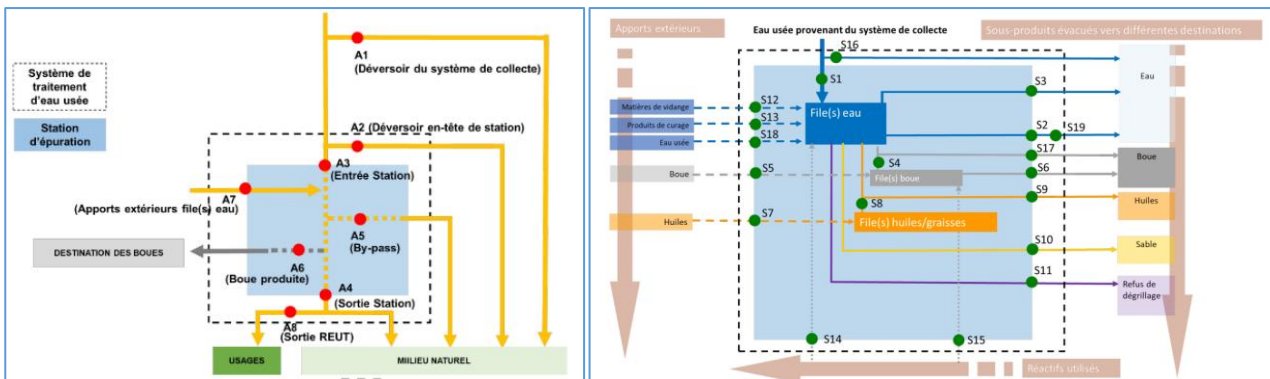 A1
(Déversoir du système de collecte)
Système de
traitement
d'eau usée
Station
d'épuration
A2 (Déversoir en-tête de station)
A3
(Entrée Station)
A7
(Apports extérieurs file(s) eau)
A5
(By-pass)
DESTINATION DES BOUES
A6
(Boue produite)
A4
(Sortie Station)
A8
(Sortie REUT)
USAGES
MIILIEU NATUREL
Apports extérieurs
Eau usée provenant du système de collecte
Sous-produits évacués vers différentes destinations
S16
Eau
S1
S3
Matières de vidange
S12
File(s) eau
Produits de curage
S13
S2
S19
Eau usée
S18
S17
Boue
S4
Boue
S5
File(s) boue
S6
S9
Huiles
S8
Huiles
S7
File(s) huiles/graisses
S10
Sable
S11
Refus de
dégrillage
S14
S15
Réactifs utilisés